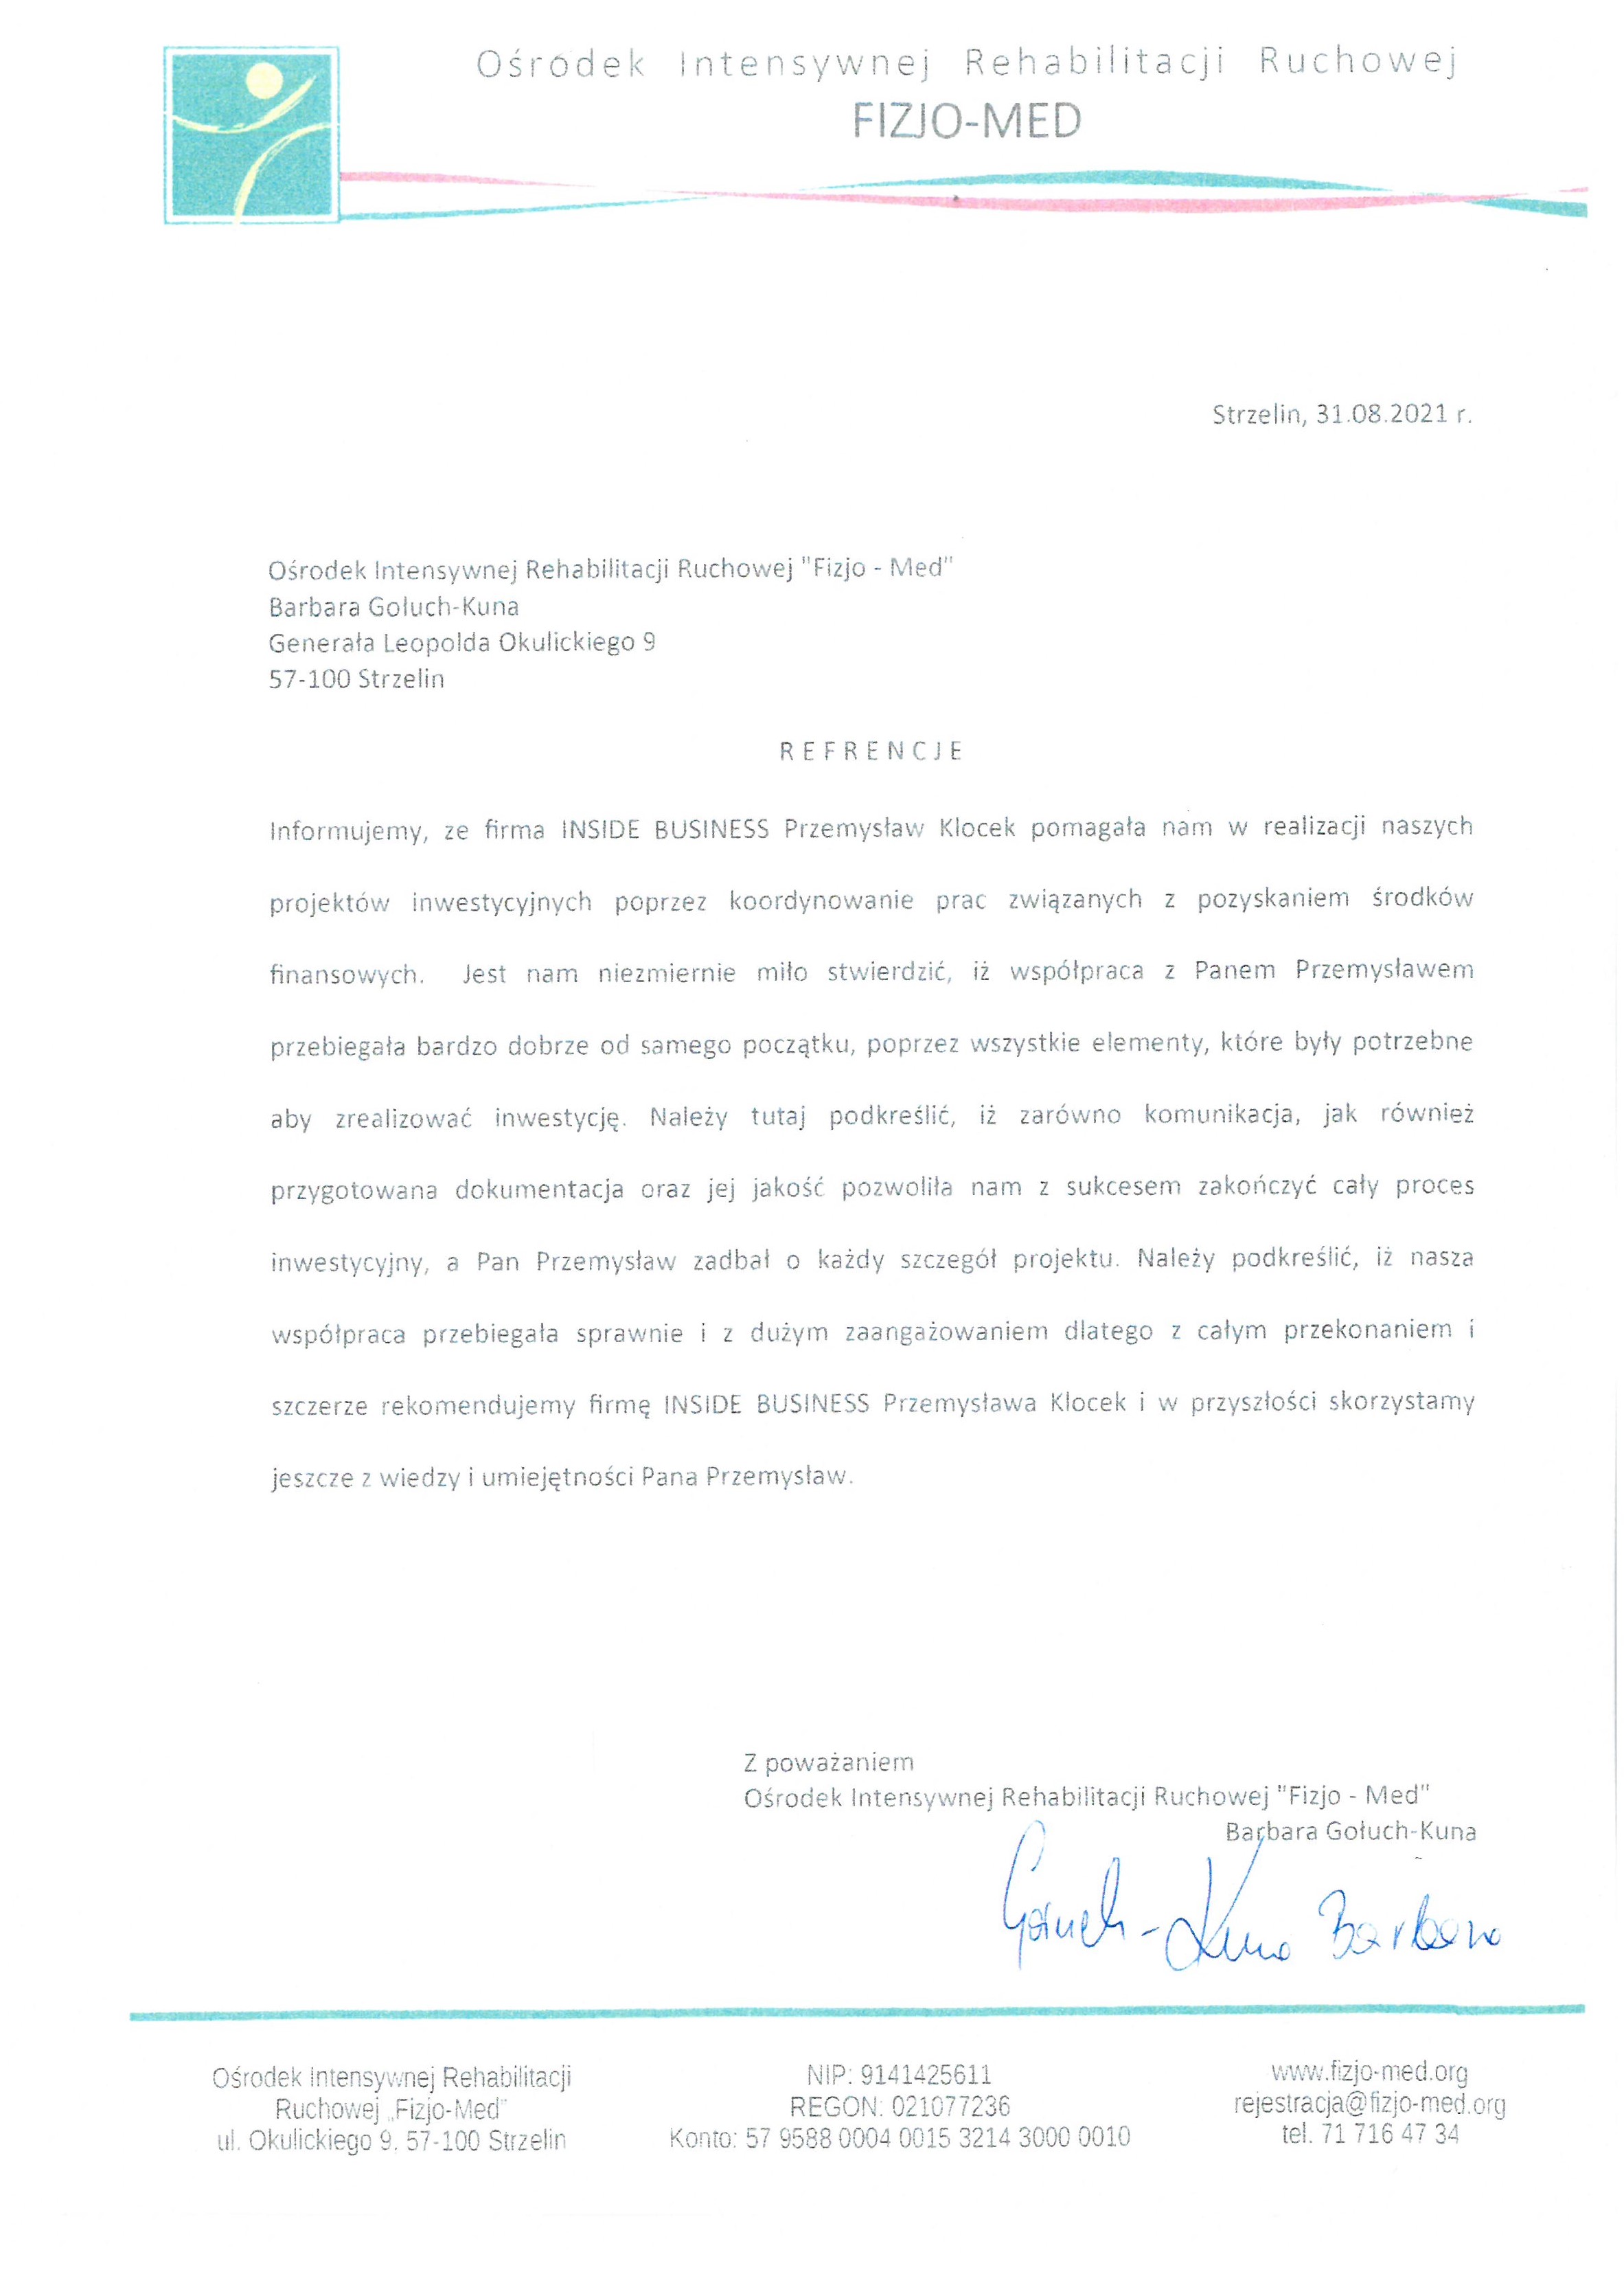 Ośrodek Intensywnej Rehabilitacji Ruchowej
FIZJO-MED
Strzelin, 31.08.2021 r.
Ośrodek Intensywnej Rehabilitacji Ruchowej "Fizjo - Med"
Barbara Gołuch-Kuna
Generała Leopolda Okulickiego 9
57-100 Strzelin
REFRENCJE
Informujemy, ze firma INSIDE BUSINESS Przemysław Klocek pomagała nam w realizacji naszych
projektów inwestycyjnych poprzez koordynowanie prac związanych z pozyskaniem środków
finansowych. Jest nam niezmiernie miło stwierdzić, iż współpraca z Panem Przemysławem
przebiegała bardzo dobrze od samego początku, poprzez wszystkie elementy, które były potrzebne
aby zrealizować inwestycję. Należy tutaj podkreślić, iż zarówno komunikacja, jak również
przygotowana dokumentacja oraz jej jakość pozwoliła nam z sukcesem zakończyć cały proces
inwestycyjny, a Pan Przemysław zadbał o każdy szczegół projektu. Należy podkreślić, iż nasza
współpraca przebiegała sprawnie i z dużym zaangażowaniem dlatego z całym przekonaniem i
szczerze rekomendujemy firmę INSIDE BUSINESS Przemysława Klocek i w przyszłości skorzystamy
jeszcze z wiedzy i umiejętności Pana Przemysław.
Z poważaniem
Ośrodek Intensywnej Rehabilitacji Ruchowej "Fizjo - Med"
Barbara Gołuch-Kuna
Gołuch-Kuna Barbara
Ośrodek Intensywnej Rehabilitacji
Ruchowej „Fizjo-Med"
ul. Okulickiego 9, 57-100 Strzelin
NIP: 9141425611
REGON: 021077236
Konto: 57 9588 0004 0015 3214 3000 0010
www.fizjo-med.org
rejestracja@fizjo-med.org
tel. 71 716 47 34